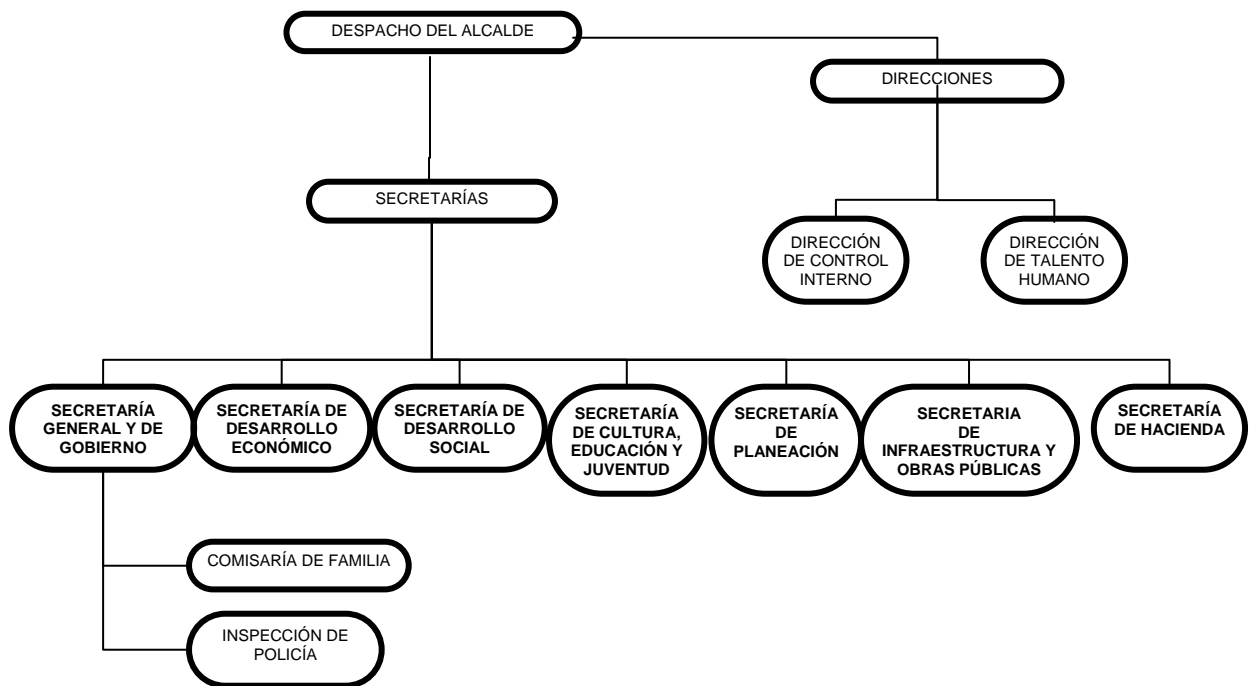 DESPACHO DEL ALCALDE
DIRECCIONES
SECRETARÍAS
DIRECCIÓN
DE CONTROL
INTERNO
DIRECCIÓN
DE TALENTO
HUMANO
SECRETARÍA
GENERAL Y DE
GOBIERNO
SECRETARÍA DE
DESARROLLO
ECONÓMICO
SECRETARÍA DE
DESARROLLO
SOCIAL
SECRETARÍA
DE CULTURA,
EDUCACIÓN Y
JUVENTUD
SECRETARÍA
DE
PLANEACIÓN
SECRETARIA
DE
INFRAESTRUCTURA Y
OBRAS PÚBLICAS
SECRETARÍA
DE HACIENDA
COMISARÍA DE FAMILIA
INSPECCIÓN DE
POLICÍA